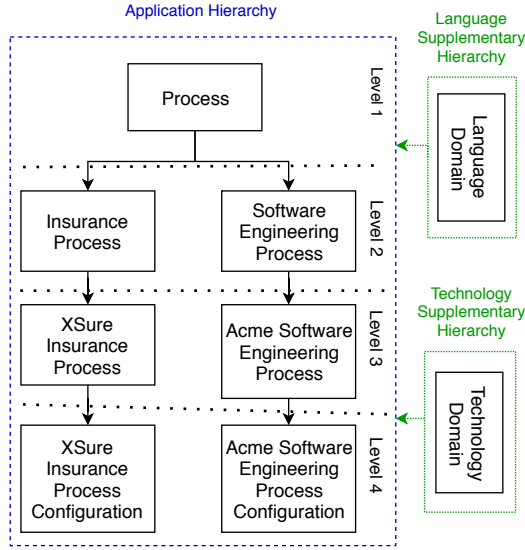 Application Hierarchy
Language
Supplementary
Hierarchy
Process
Level 1
Language
Domain
Insurance
Process
Software
Engineering
Process
Level 2
Technology
Supplementary
Hierarchy
XSure
Insurance
Process
Acme Software
Engineering
Process
Level 3
Technology
Domain
XSure
Insurance
Process
Configuration
Acme Software
Engineering
Process
Configuration
Level 4